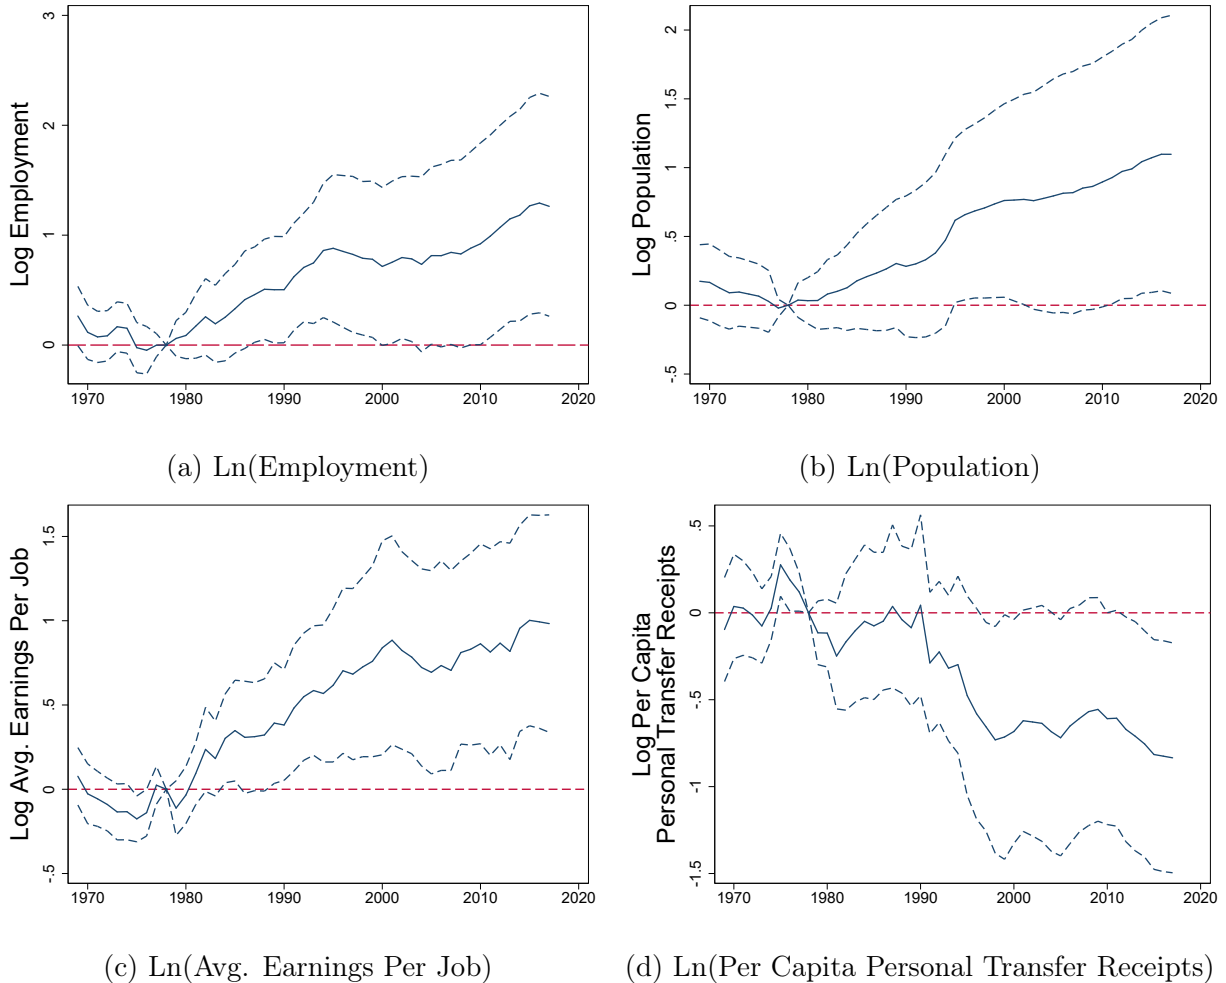 Log Employment
3
2
1
0
1970 1980 1990 2000 2010 2020
(a) Ln(Employment)
Log Population
2
1.5
1
.5
0
-.5
1970 1980 1990 2000 2010 2020
(b) Ln(Population)
Log Avg. Earnings Per Job
1.5
1
.5
0
-.5
1970 1980 1990 2000 2010 2020
(c) Ln(Avg. Earnings Per Job)
Log Per Capita
Personal Transfer Receipts
.5
0
-.5
-1
-1.5
1970 1980 1990 2000 2010 2020
(d) Ln(Per Capita Personal Transfer Receipts)